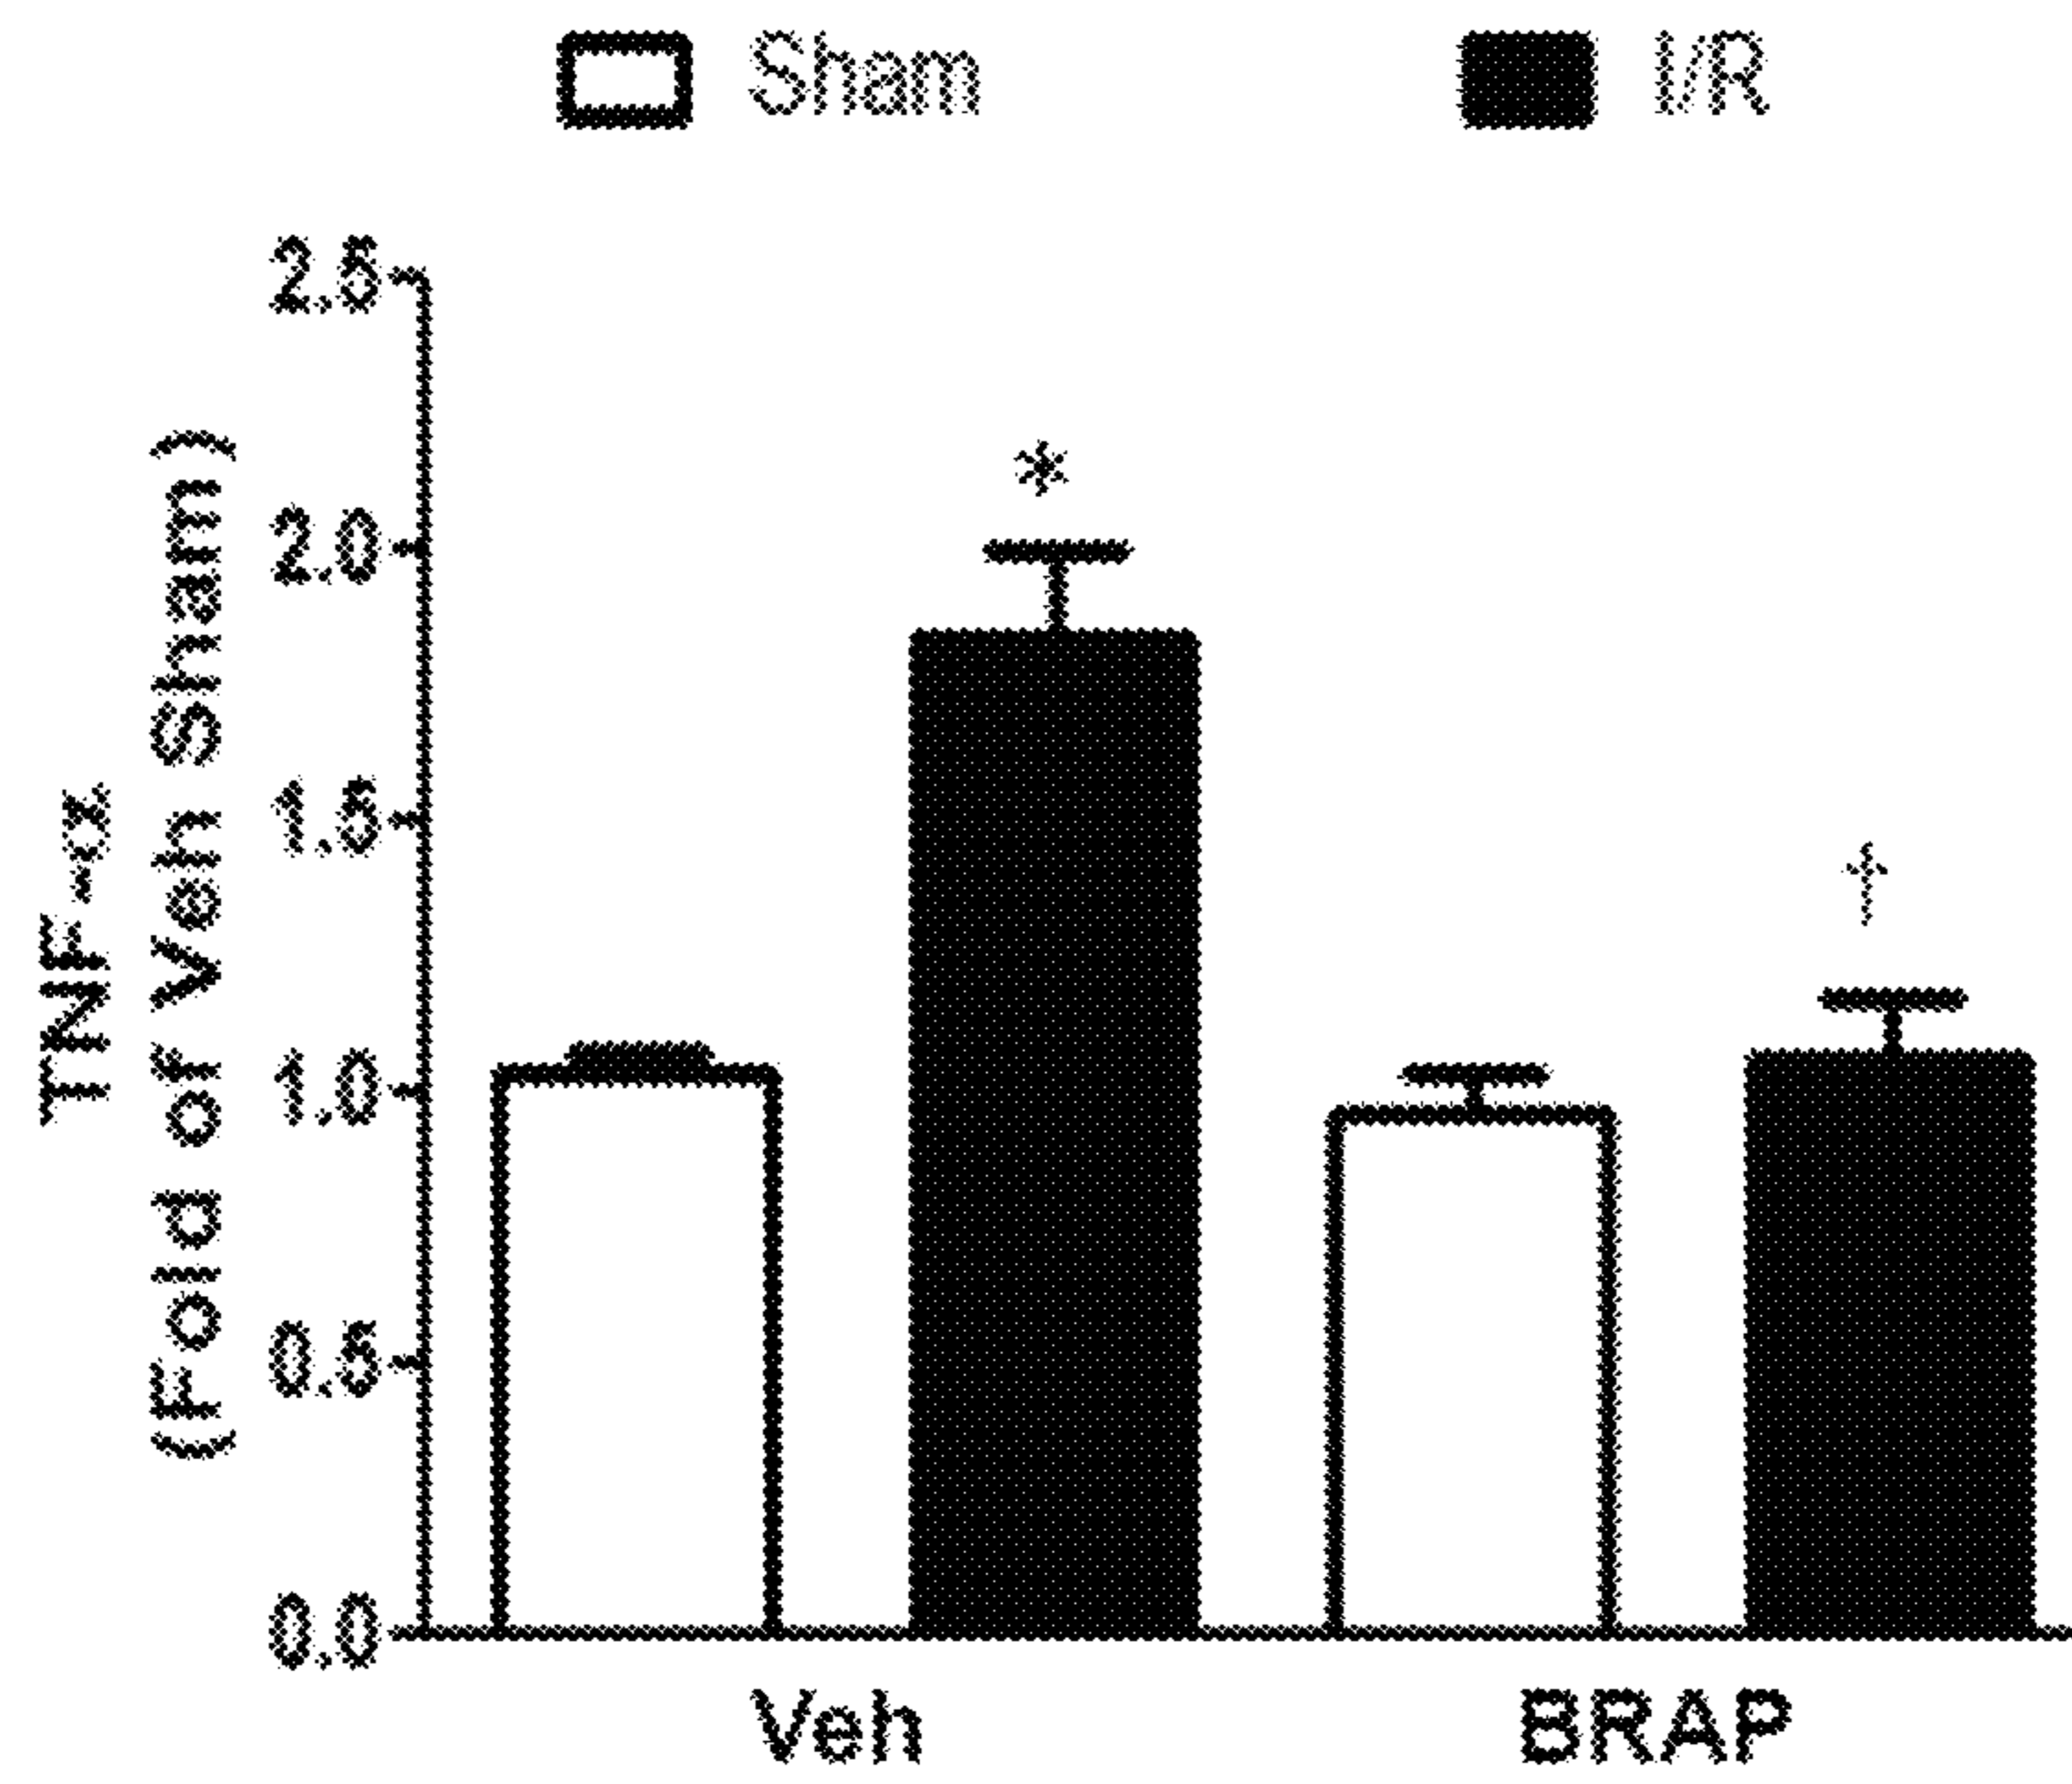 Sham
I/R
TNF-α
(Fold of Veh Sham)
2.5
2.0
1.5
1.0
0.5
0.0
*
†
Veh
BRAP